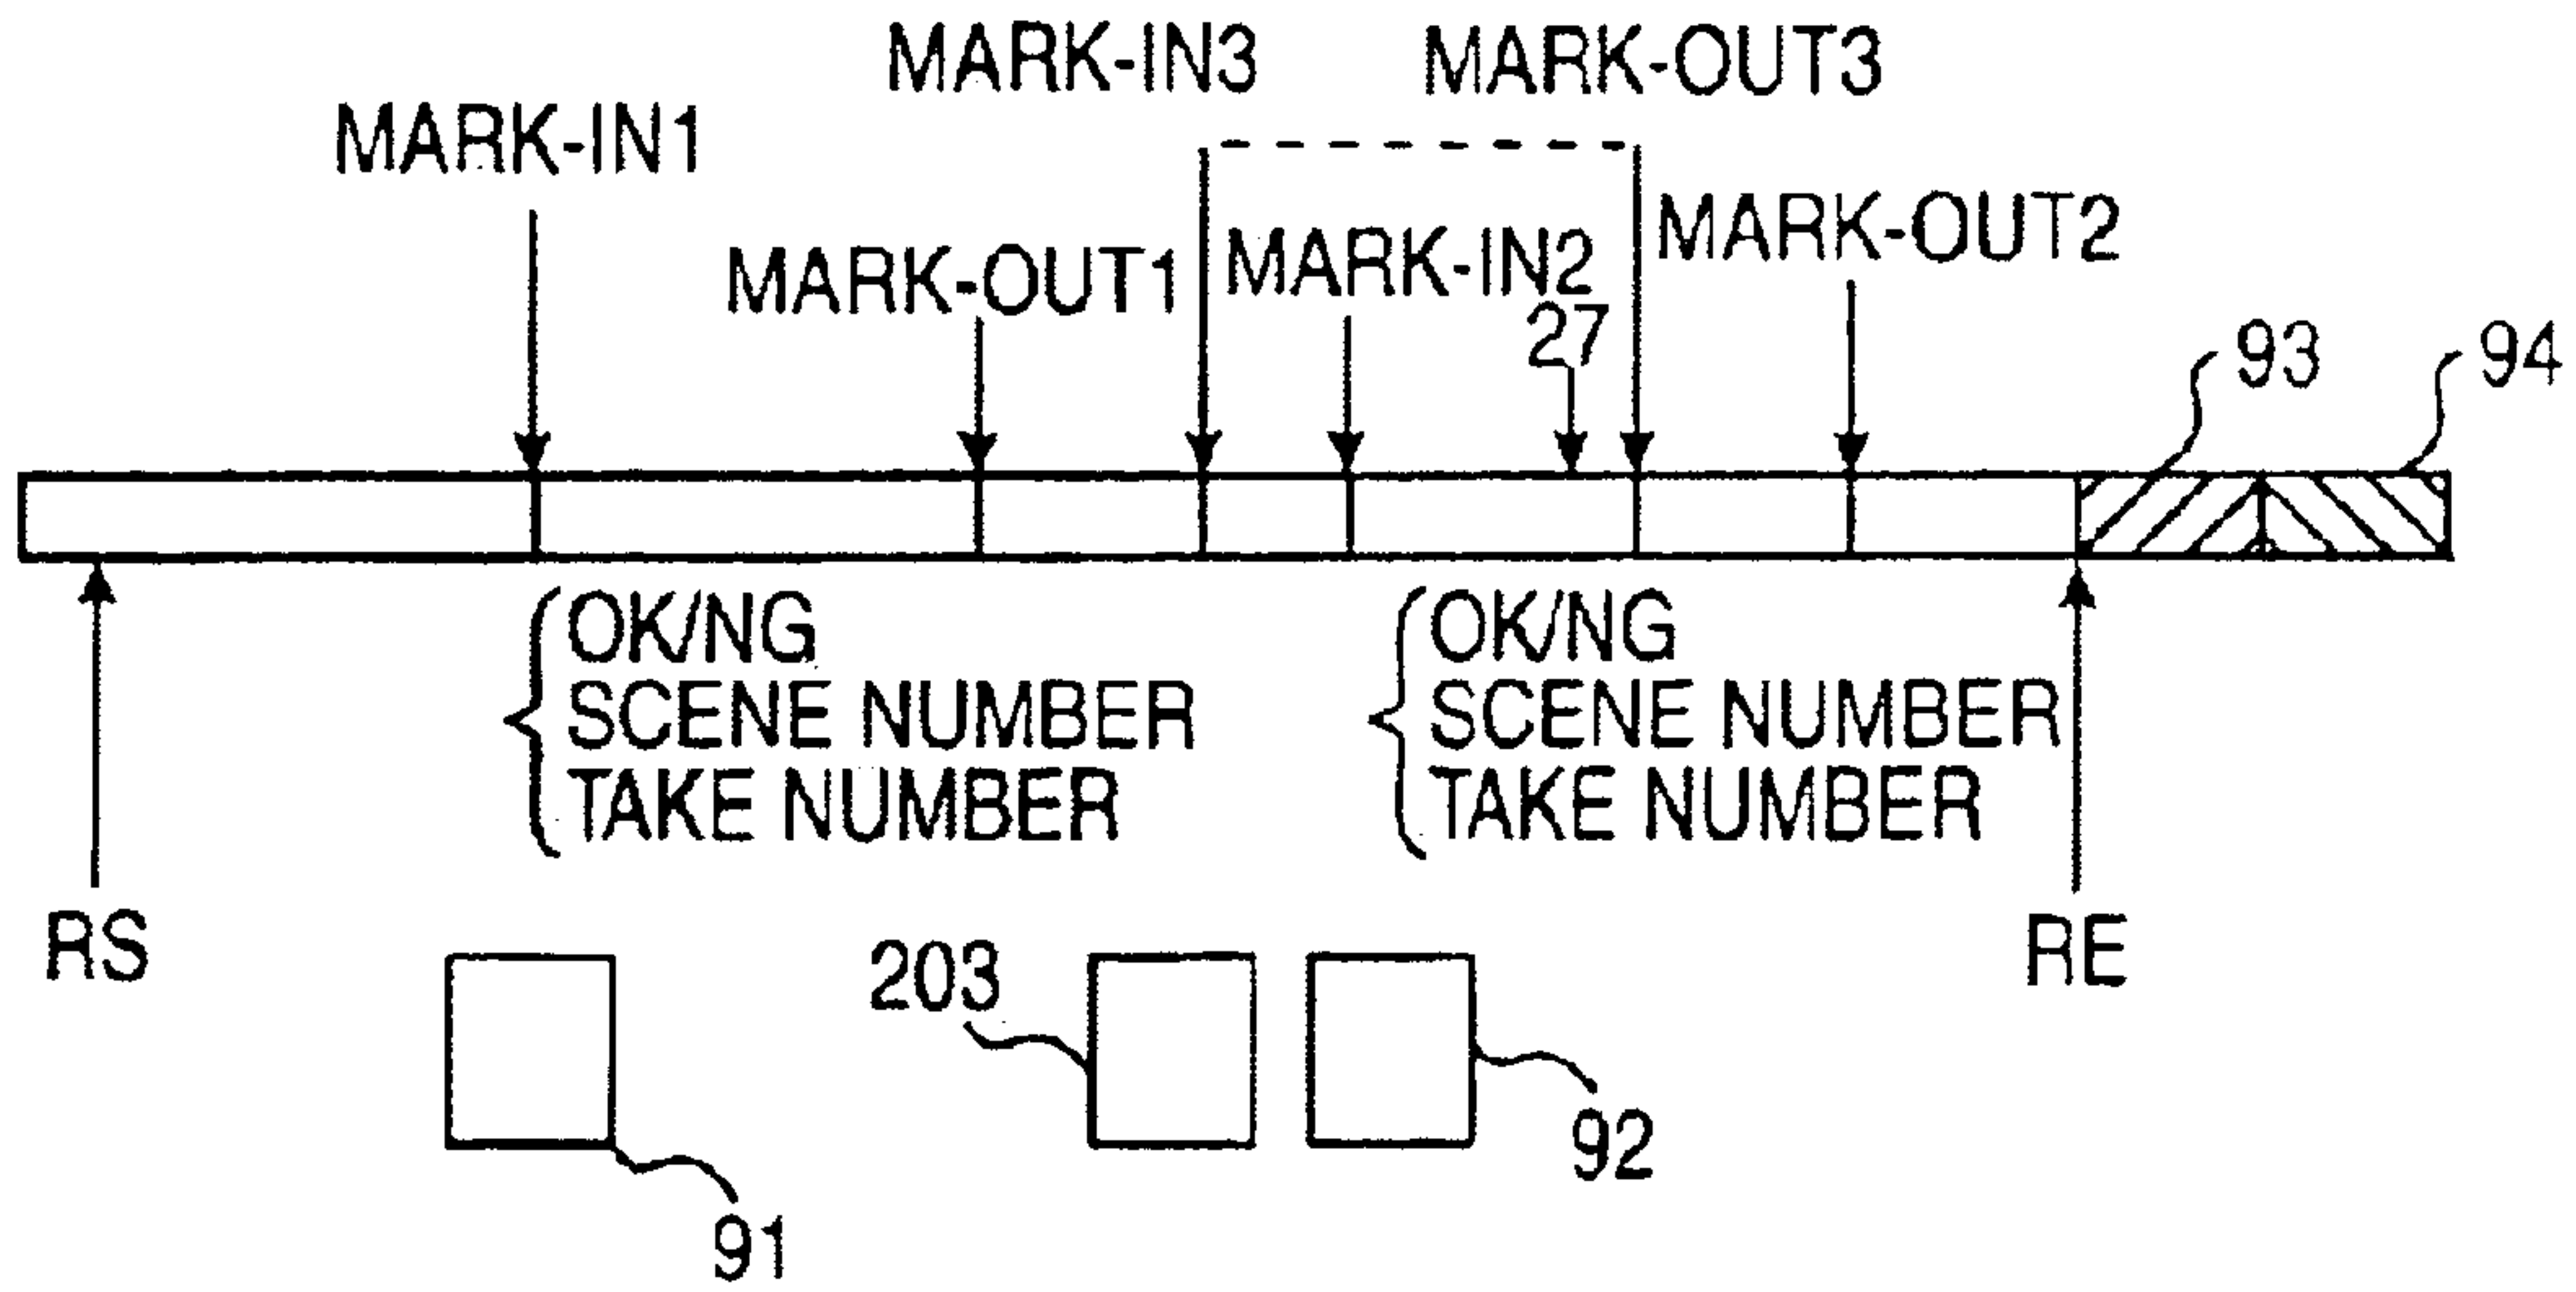 MARK-IN3
MARK-OUT3
MARK-IN1
MARK-OUT2
MARK-IN2
MARK-OUT1
27
93
94
OK/NG
SCENE NUMBER
TAKE NUMBER
OK/NG
SCENE NUMBER
TAKE NUMBER
RS
203
RE
92
91